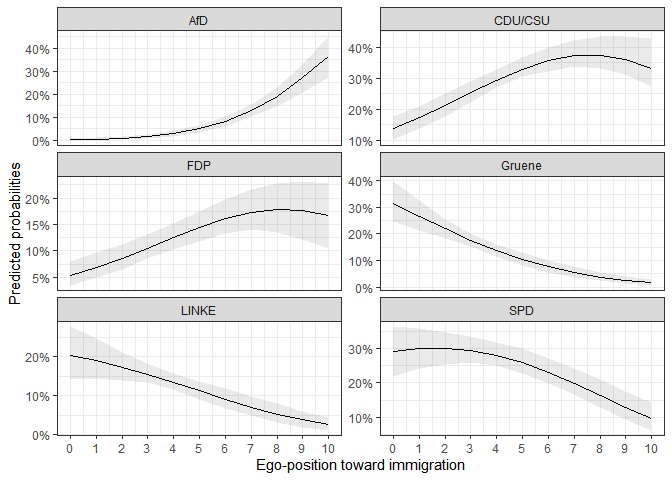 AfD
CDU/CSU
40%
30%
20%
10%
0%
40%
30%
20%
10%
FDP
Gruene
20%
15%
10%
5%
40%
30%
20%
10%
0%
LINKE
SPD
20%
10%
0%
30%
20%
10%
0 1 2 3 4 5 6 7 8 9 10
0 1 2 3 4 5 6 7 8 9 10
Ego-position toward immigration
Predicted probabilities